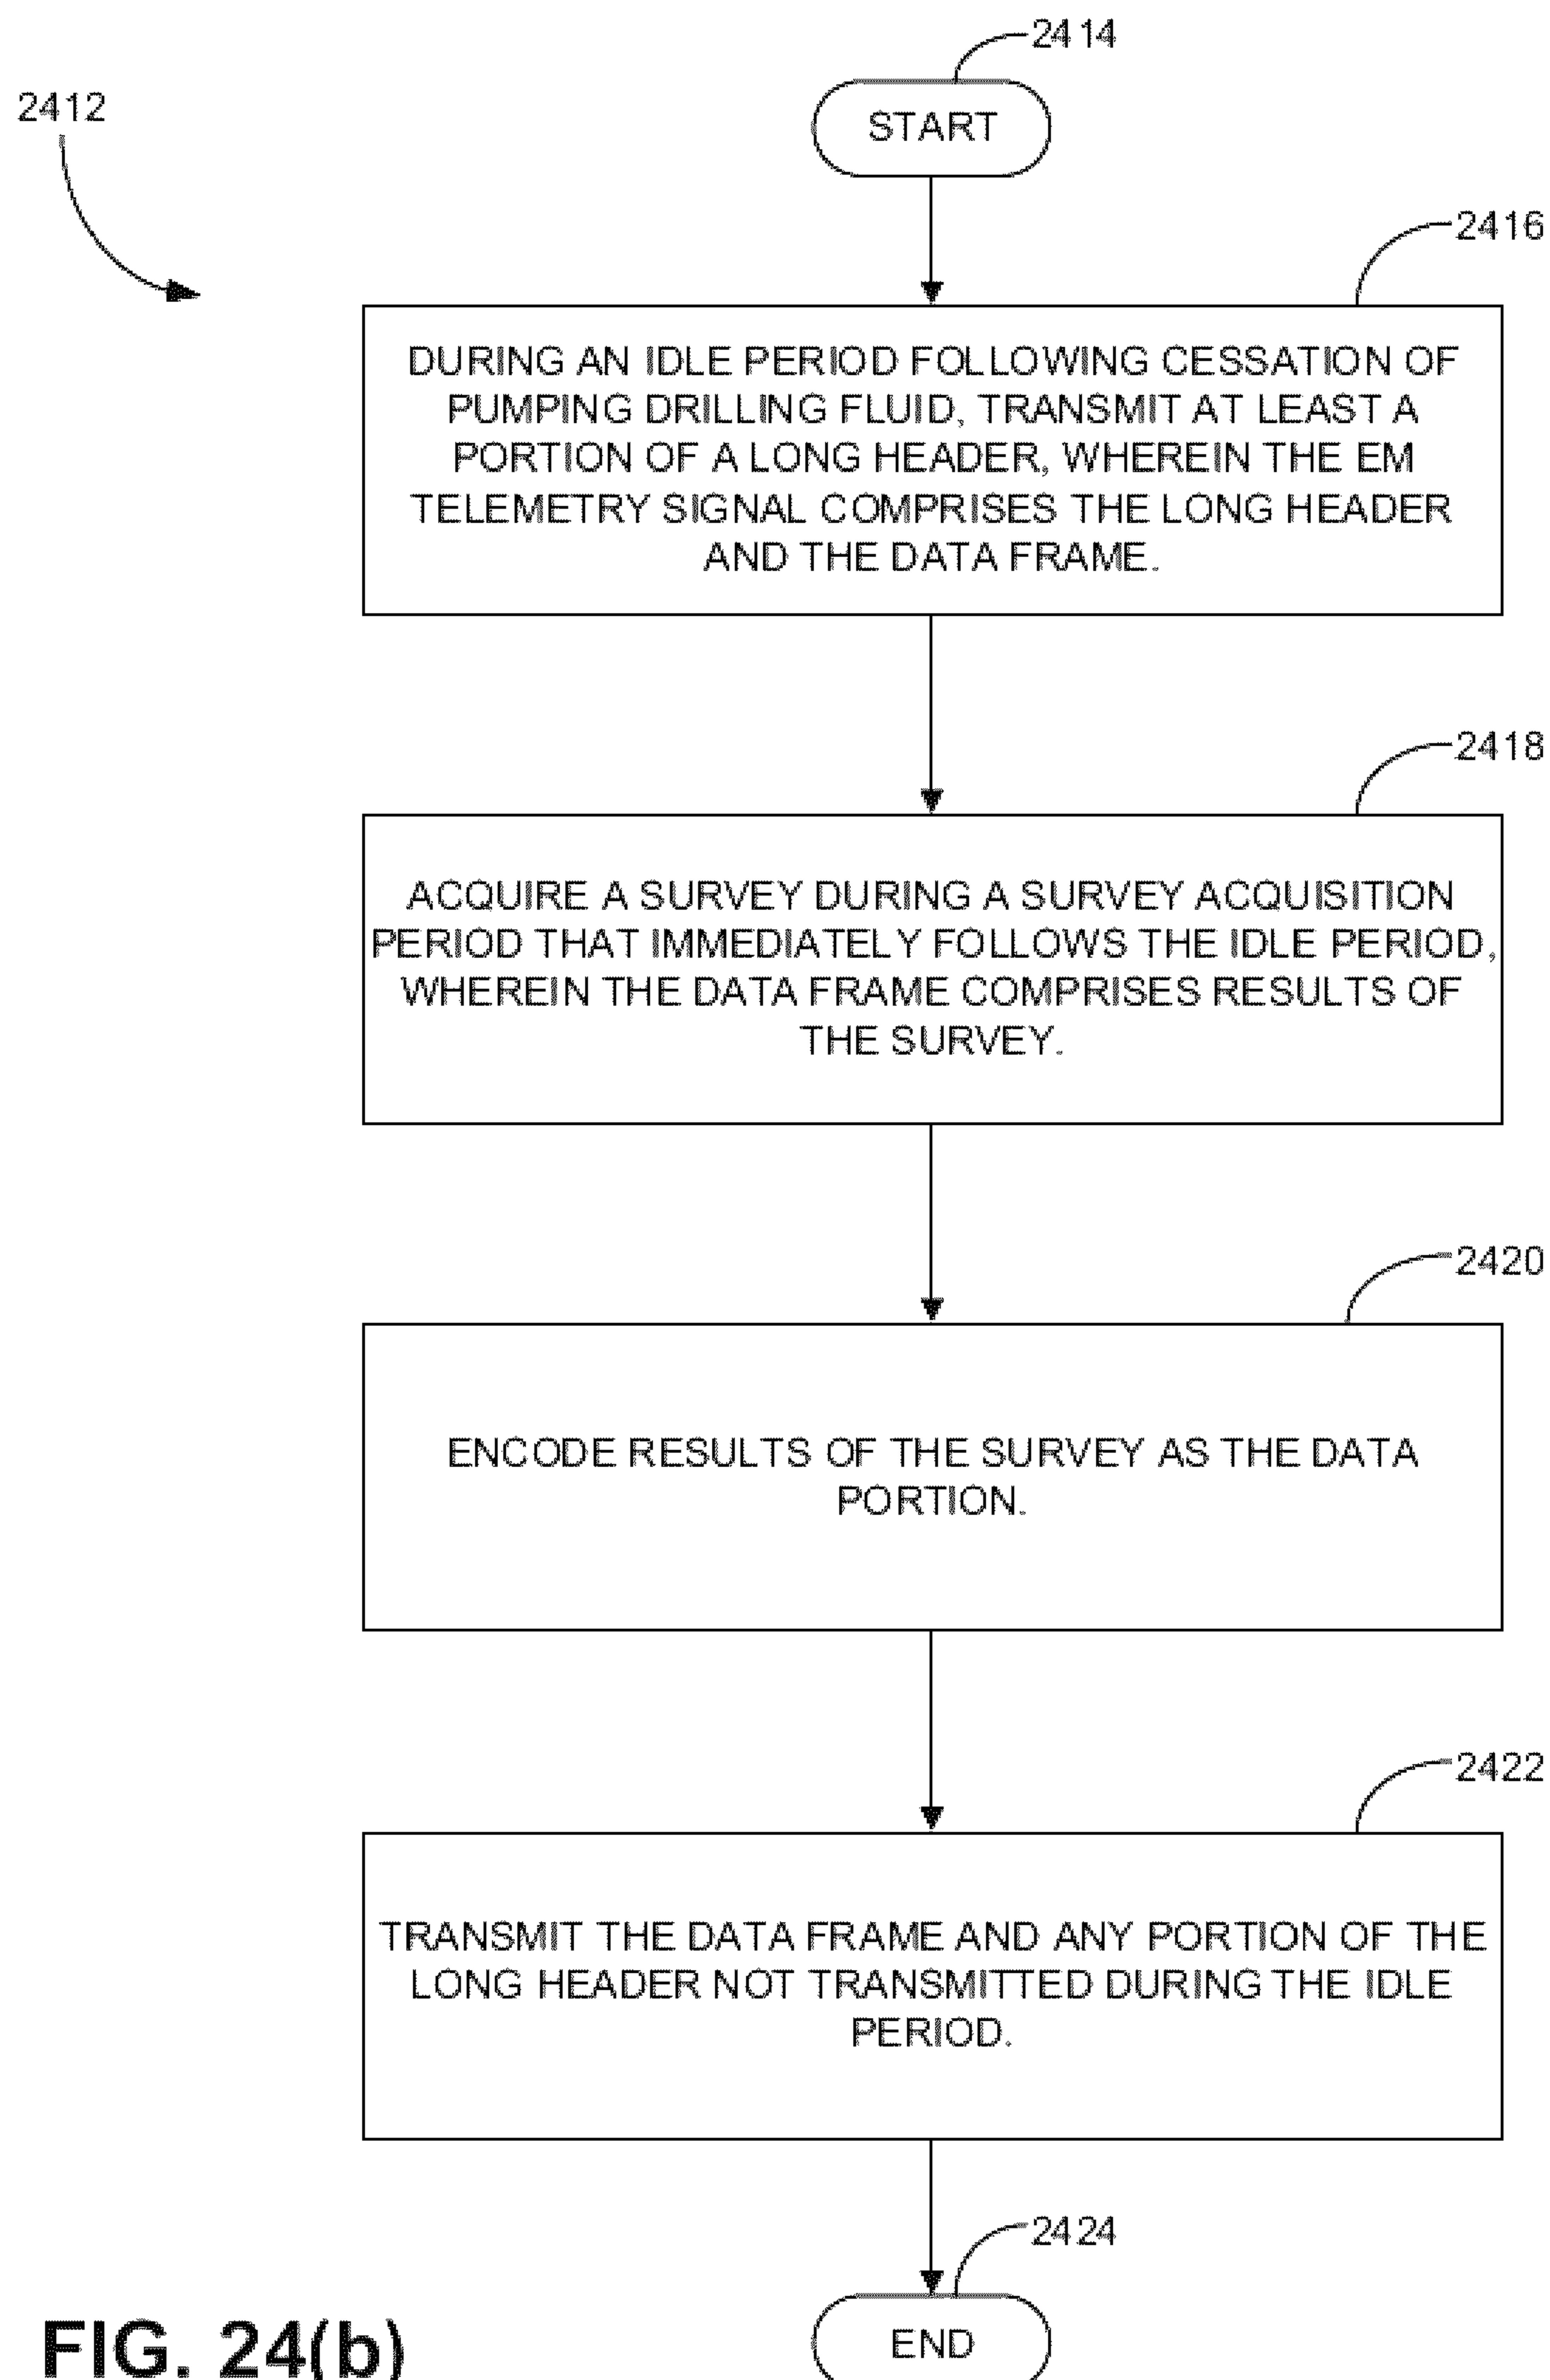 2414
2412
START
2416
DURING AN IDLE PERIOD FOLLOWING CESSATION OF
PUMPING DRILLING FLUID, TRANSMIT AT LEAST A
PORTION OF A LONG HEADER, WHEREIN THE EM
TELEMETRY SIGNAL COMPRISES THE LONG HEADER
AND THE DATA FRAME.
2418
ACQUIRE A SURVEY DURING A SURVEY ACQUISITION
PERIOD THAT IMMEDIATELY FOLLOWS THE IDLE PERIOD,
WHEREIN THE DATA FRAME COMPRISES RESULTS OF
THE SURVEY.
2420
ENCODE RESULTS OF THE SURVEY AS THE DATA
PORTION.
2422
TRANSMIT THE DATA FRAME AND ANY PORTION OF THE
LONG HEADER NOT TRANSMITTED DURING THE IDLE
PERIOD.
2424
END
FIG. 24(b)